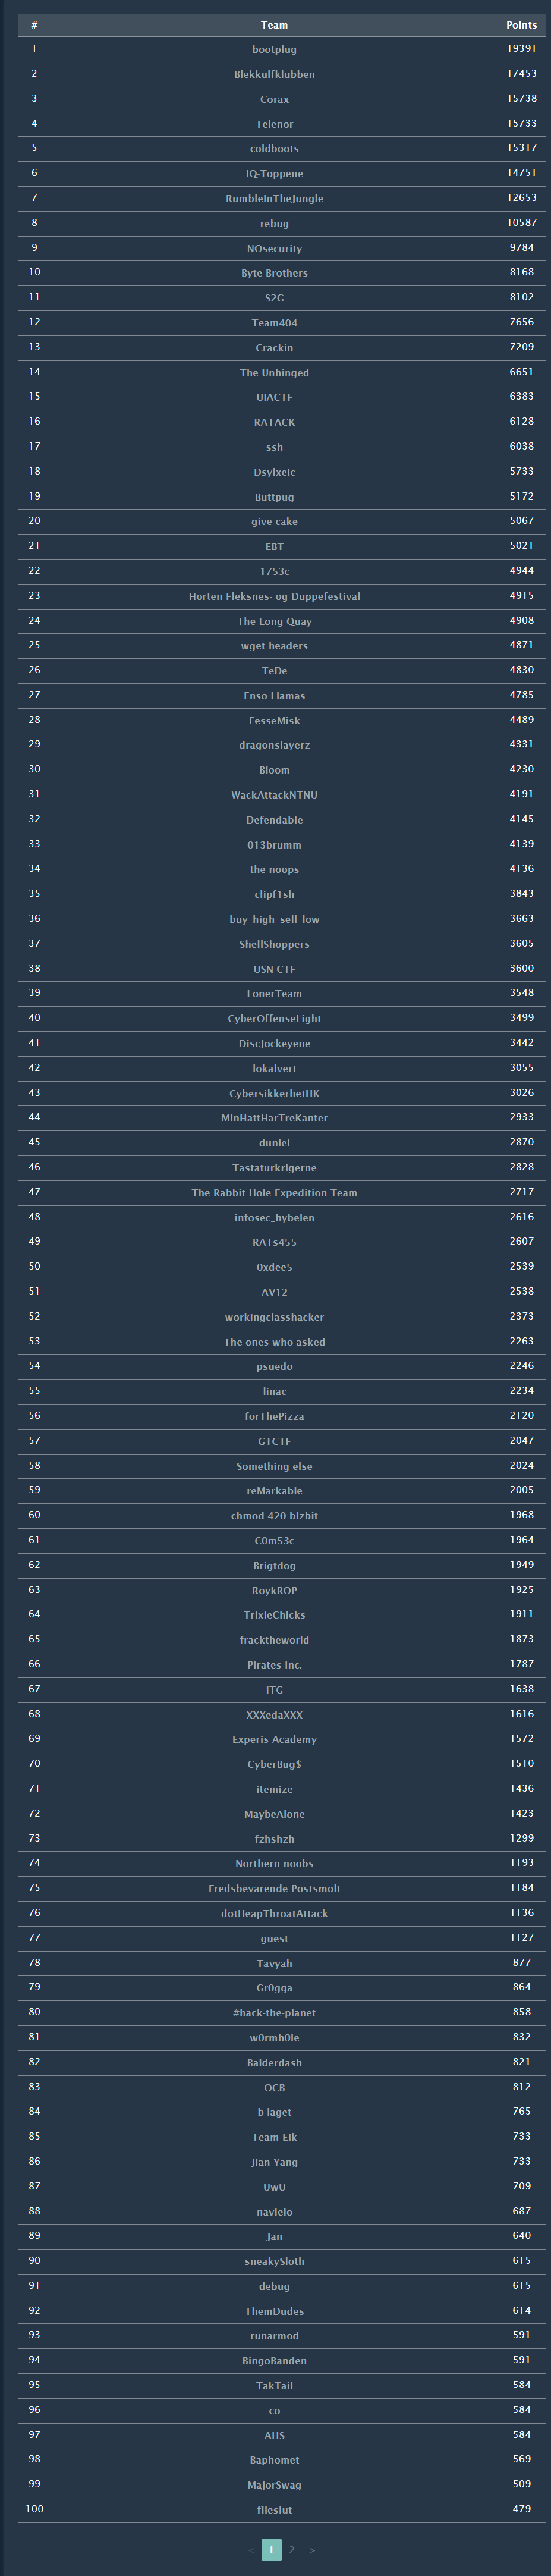 # Team Points
1 bootplug 19391
2 Blekkulfklubben 17453
3 Corax 15738
4 Telenor 15733
5 coldboots 15317
6 IQ-Toppene 14751
7 RumbleInTheJungle 12653
8 rebug 10587
9 NOsecurity 9784
10 Byte Brothers 8168
11 S2G 8102
12 Team404 7656
13 Crackin 7209
14 The Unhinged 6651
15 UiACTF 6383
16 RATACK 6128
17 ssh 6038
18 Dsylxeic 5733
19 Buttpug 5172
20 give cake 5067
21 EBT 5021
22 1753c 4944
23 Horten Fleksnes- og Duppefestival 4915
24 The Long Quay 4908
25 wget headers 4871
26 TeDe 4830
27 Enso Llamas 4785
28 FesseMisk 4489
29 dragonslayerz 4331
30 Bloom 4230
31 WackAttackNTNU 4191
32 Defendable 4145
33 013brumm 4139
34 the noops 4136
35 clipf1sh 3843
36 buy_high_sell_low 3663
37 ShellShoppers 3605
38 USN-CTF 3600
39 LonerTeam 3548
40 CyberOffenseLight 3499
41 DiscJockeyene 3442
42 lokalvert 3055
43 CybersikkerhetHK 3026
44 MinHattHarTreKanter 2933
45 duniel 2870
46 Tastaturkrigerne 2828
47 The Rabbit Hole Expedition Team 2717
48 infosec_hybelen 2616
49 RATs455 2607
50 0xdee5 2539
51 AV12 2538
52 workingclasshacker 2373
53 The ones who asked 2263
54 psuedo 2246
55 linac 2234
56 forThePizza 2120
57 GTCTF 2047
58 Something else 2024
59 reMarkable 2005
60 chmod 420 blzbit 1968
61 C0m53c 1964
62 Brigtdog 1949
63 RoykROP 1925
64 TrixieChicks 1911
65 fracktheworld 1873
66 Pirates Inc. 1787
67 ITG 1638
68 XXXedaXXX 1616
69 Experis Academy 1572
70 CyberBug$ 1510
71 itemize 1436
72 MaybeAlone 1423
73 fzhshzh 1299
74 Northern noobs 1193
75 Fredsbevarende Postsmolt 1184
76 dotHeapThroatAttack 1136
77 guest 1127
78 Tavyah 877
79 Gr0gga 864
80 #hack-the-planet 858
81 w0rmh0le 832
82 Balderdash 821
83 OCB 812
84 b-laget 765
85 Team Eik 733
86 Jian-Yang 733
87 UwU 709
88 navlelo 687
89 Jan 640
90 sneakySloth 615
91 debug 615
92 ThemDudes 614
93 runarmod 591
94 BingoBanden 591
95 TakTail 584
96 co 584
97 AHS 584
98 Baphomet 569
99 MajorSwag 509
100 fileslut 479
< 1 2 >